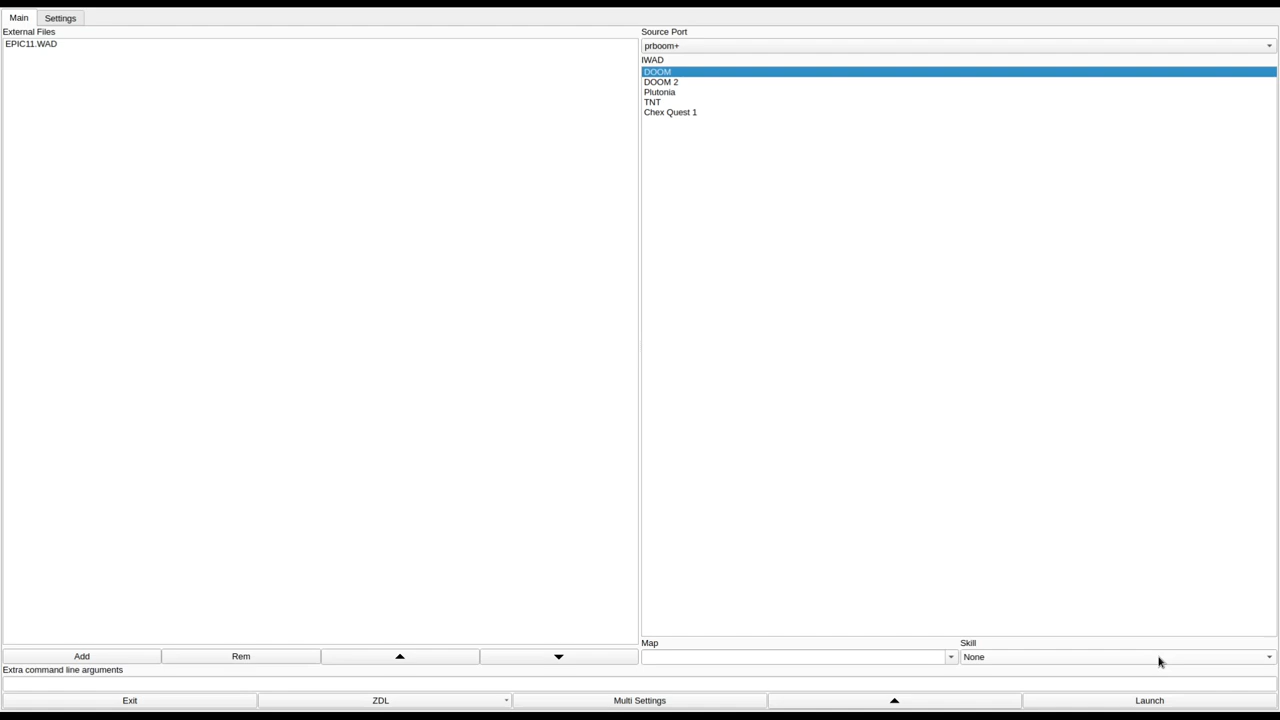 Main Settings
External Files
EPIC11.WAD
Source Port
prboom+
IWAD
DOOM
DOOM 2
Plutonia
TNT
Chex Quest 1
Map Skill
None
Add Rem
Extra command line arguments
Exit ZDL Multi Settings Launch